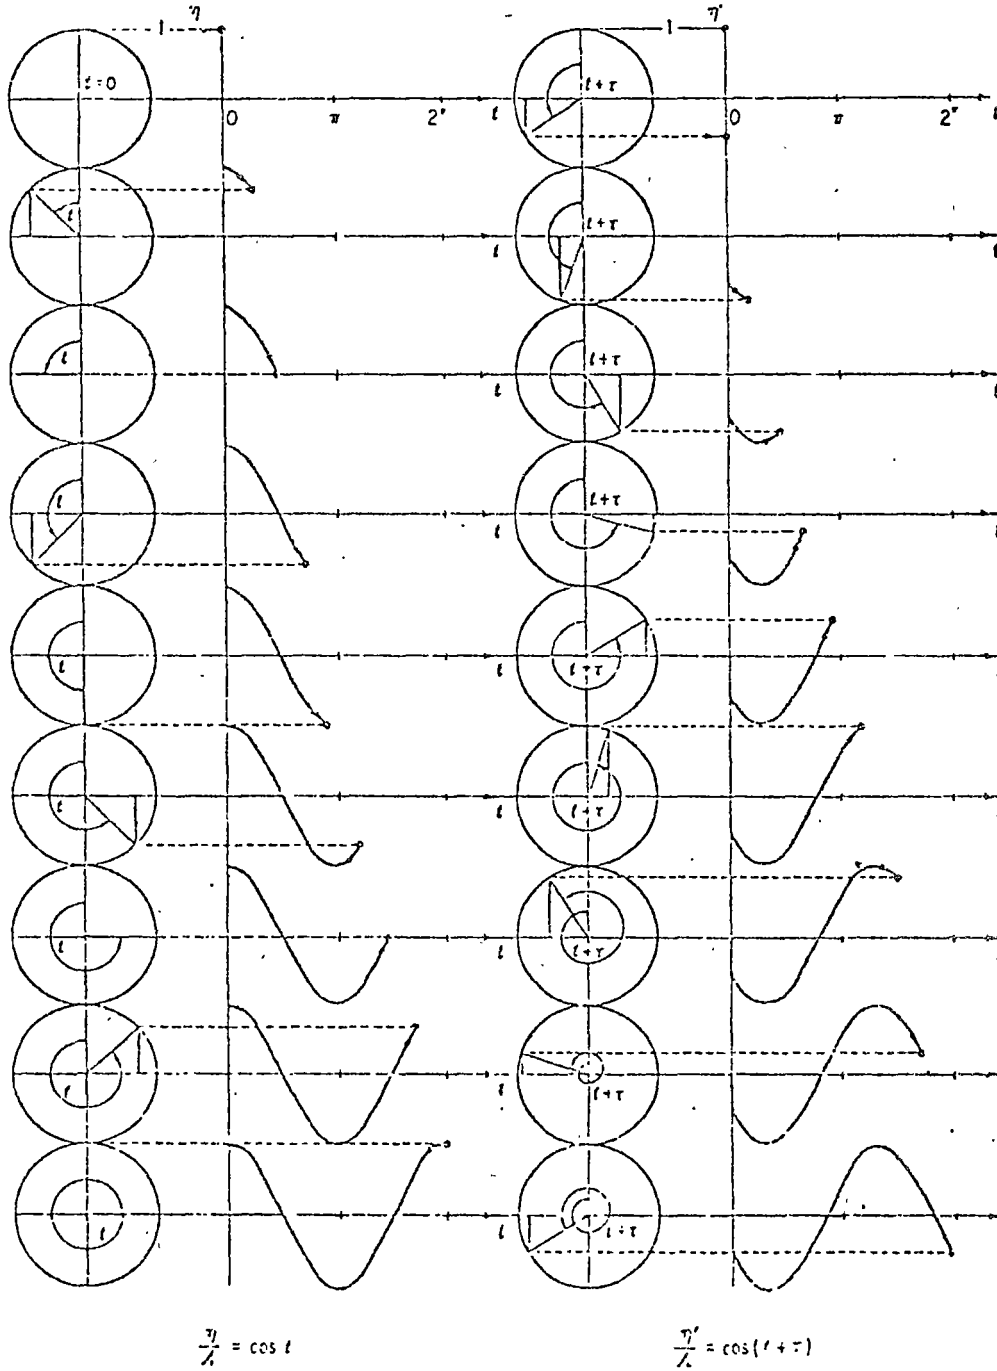 1 η 1 η'
t=0 t+τ
0 π 2π t 0 π 2π t
t t+τ
t t
t t+τ
t t
t t+τ
t t
t t+τ
t
t t+τ
t
t t+τ
t
t t+τ
t
t t+τ
t
t τ t+τ
η/h = cos t η'/h = cos(t + τ)